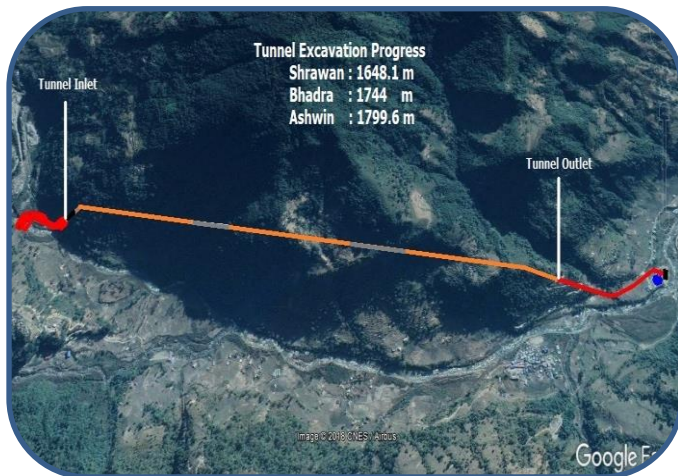 Tunnel Excavation Progress
Shrawan : 1648.1 m
Bhadra : 1744 m
Ashwin : 1799.6 m
Tunnel Inlet
Tunnel Outlet
Image © 2018 CNES / Airbus
Google